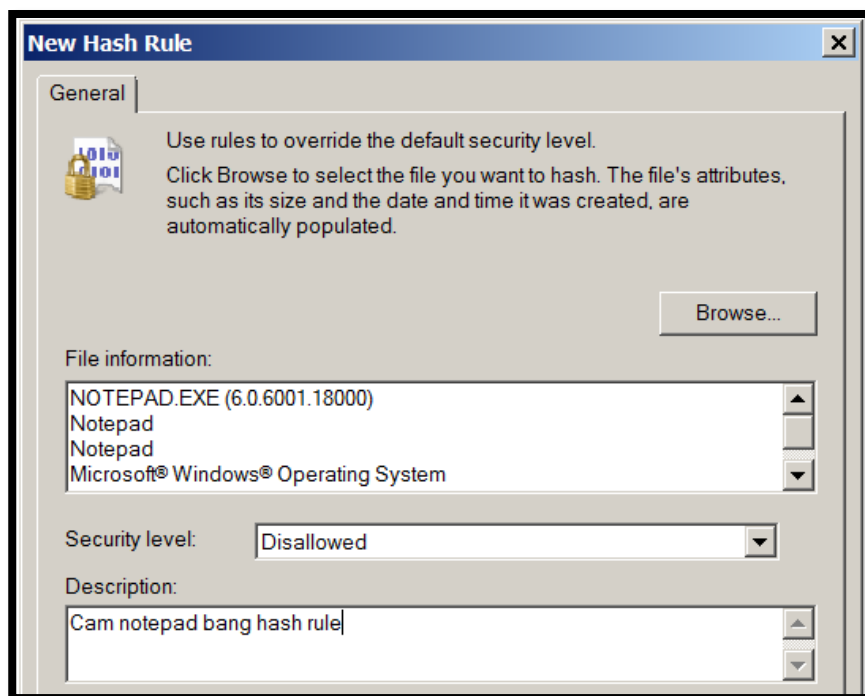 New Hash Rule
General
Use rules to override the default security level.
Click Browse to select the file you want to hash. The file's attributes,
such as its size and the date and time it was created, are
automatically populated.
Browse...
File information:
NOTEPAD.EXE (6.0.6001.18000)
Notepad
Notepad
Microsoft® Windows® Operating System
Security level:
Disallowed
Description:
Cam notepad bang hash rule